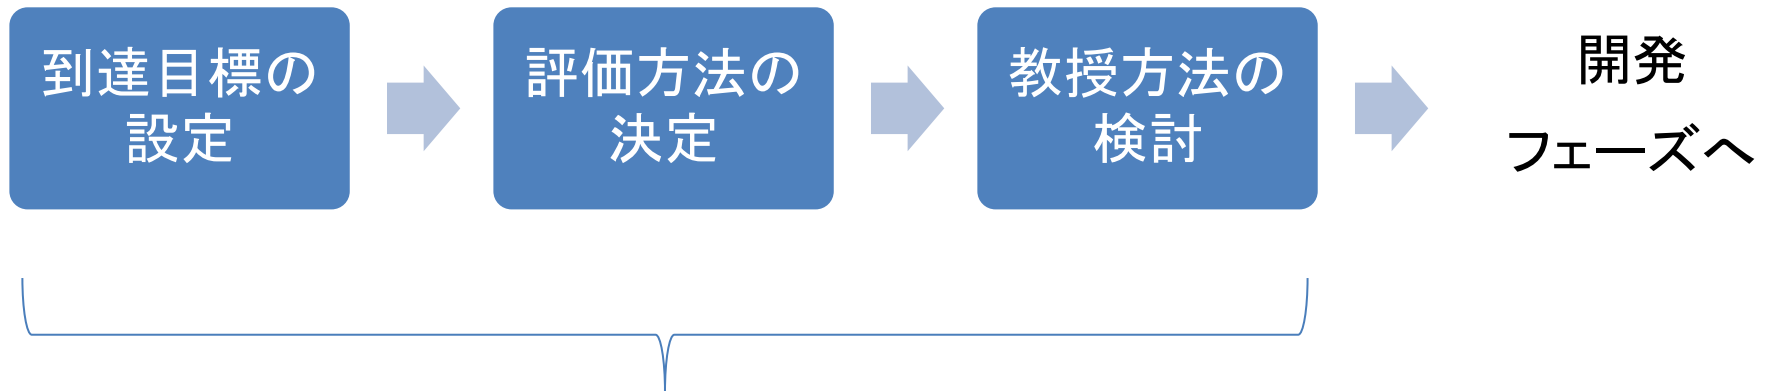 到達目標の
設定
評価方法の
決定
教授方法の
検討
開発
フェーズへ